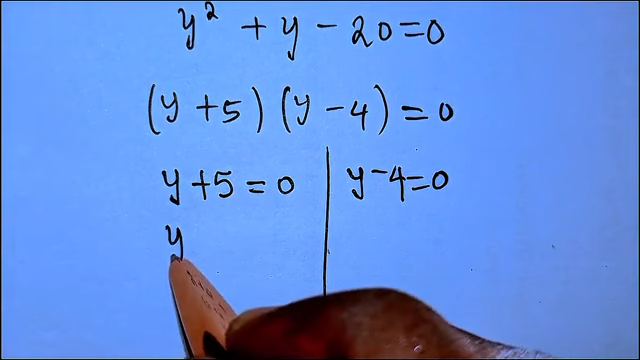 y² + y − 20 = 0
(y + 5) (y − 4) = 0
y + 5 = 0 | y − 4 = 0
y